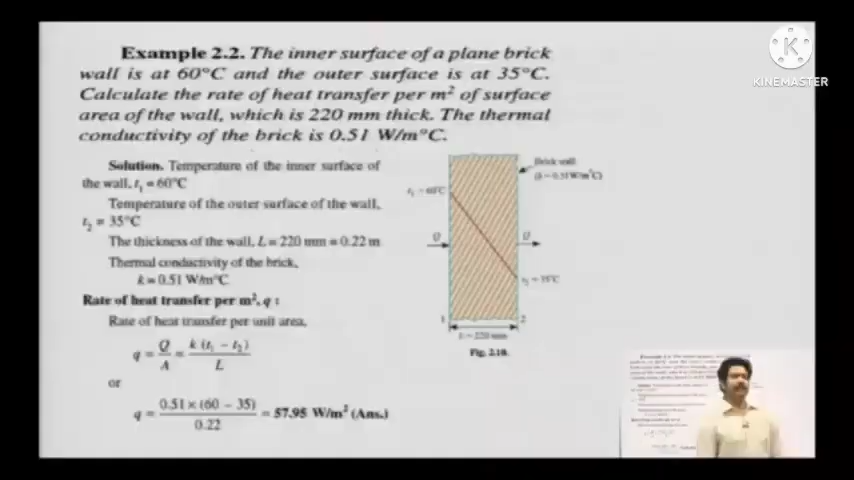 Example 2.2. The inner surface of a plane brick
wall is at 60°C and the outer surface is at 35°C.
Calculate the rate of heat transfer per m² of surface
area of the wall, which is 220 mm thick. The thermal
conductivity of the brick is 0.51 W/m°C.
Solution. Temperature of the inner surface of
the wall, t₁ = 60°C
Temperature of the outer surface of the wall,
t₂ = 35°C
The thickness of the wall, L = 220 mm = 0.22 m
Thermal conductivity of the brick,
k = 0.51 W/m°C
Rate of heat transfer per m², q :
Rate of heat transfer per unit area,
q = Q/A = k (t₁ – t₂)/L
or
q = 0.51 × (60 – 35)/0.22 = 57.95 W/m² (Ans.)
Brick wall
(k = 0.51 W/m°C)
t₁ = 60°C
Q
Q
t₂ = 35°C
1
2
L = 220 mm
Fig. 2.10.
K
KINEMASTER